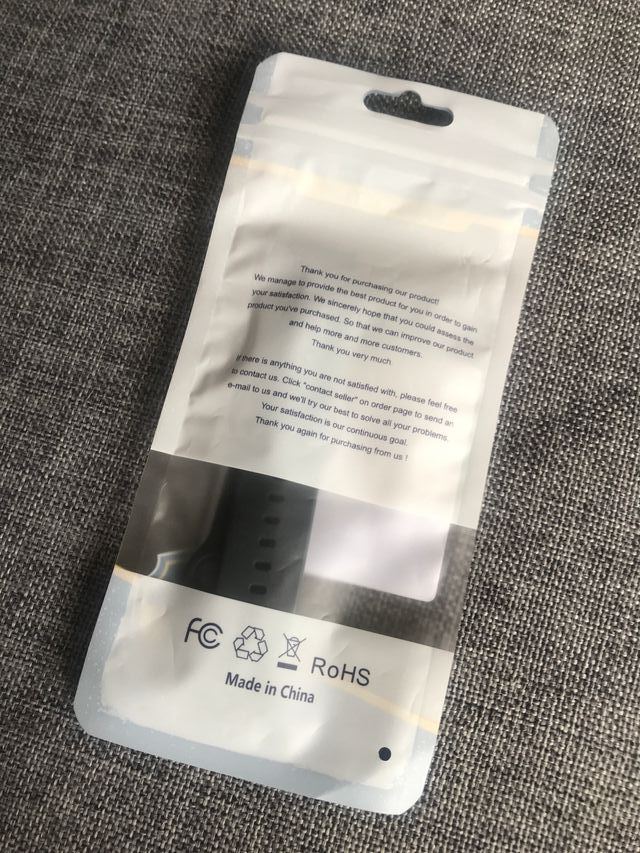 Thank you for purchasing our product!
We manage to provide the best product for you in order to gain
your satisfaction. We sincerely hope that you could assess the
product you've purchased. So that we can improve our product
and help more and more customers.
Thank you very much.
If there is anything you are not satisfied with, please feel free
to contact us. Click "contact seller" on order page to send an
e-mail to us and we'll try our best to solve all your problems.
Your satisfaction is our continuous goal.
Thank you again for purchasing from us !
FC RoHS
Made in China